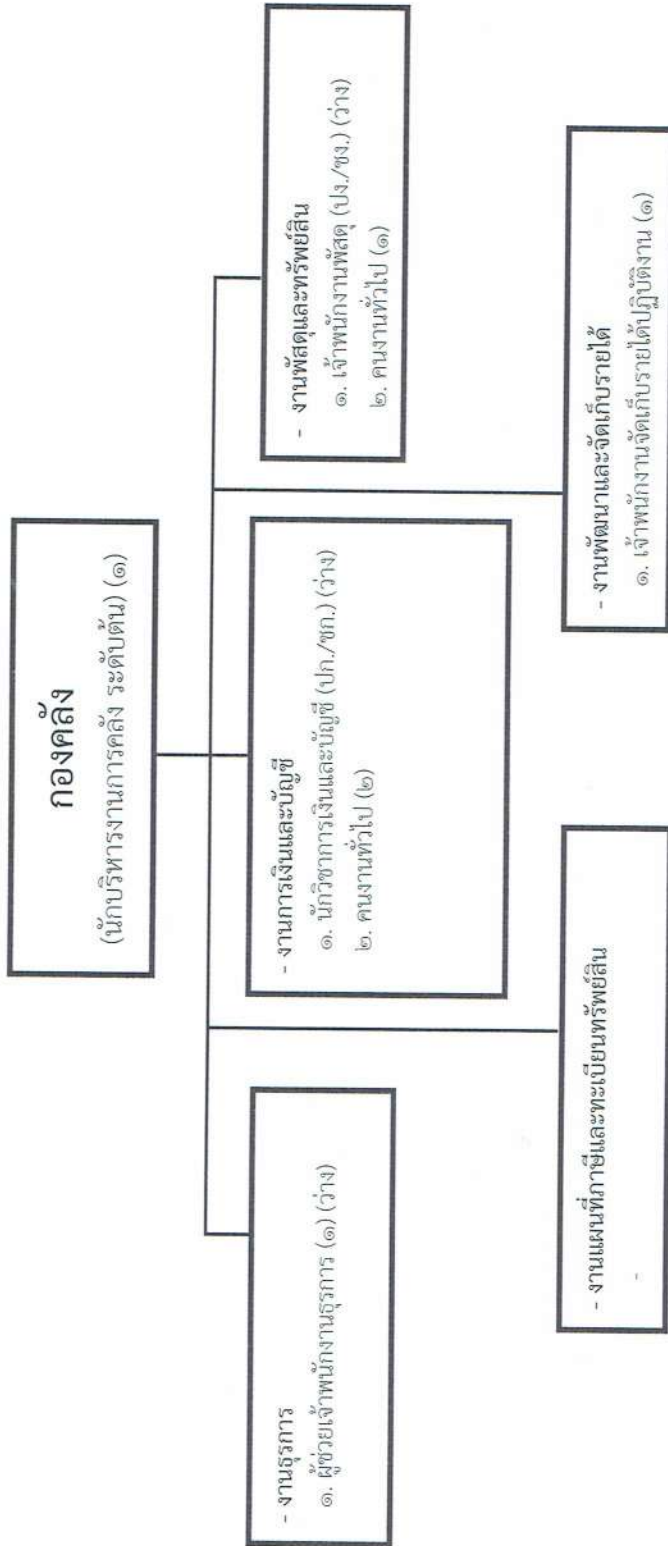 กองคลัง
(นักบริหารงานการคลัง ระดับต้น) (๑)
- งานธุรการ
๑. ผู้ช่วยเจ้าพนักงานธุรการ (๑) (ว่าง)
- งานการเงินและบัญชี
๑. นักวิชาการเงินและบัญชี (ปก./ชก.) (ว่าง)
๒. คนงานทั่วไป (๒)
- งานพัสดุและทรัพย์สิน
๑. เจ้าพนักงานพัสดุ (ปง./ชง.) (ว่าง)
๒. คนงานทั่วไป (๑)
- งานแผนที่ภาษีและทะเบียนทรัพย์สิน
-
- งานพัฒนาและจัดเก็บรายได้
๑. เจ้าพนักงานจัดเก็บรายได้ปฏิบัติงาน (๑)